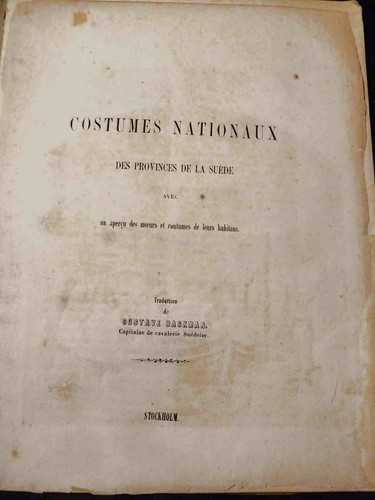 COSTUMES NATIONAUX
DES PROVINCES DE LA SUÈDE
AVEC
un aperçu des mœurs et coutumes de leurs habitans.
Traduction
de
GUSTAVE BACKMAN.
Capitaine de cavalerie Suédoise.
STOCKHOLM.